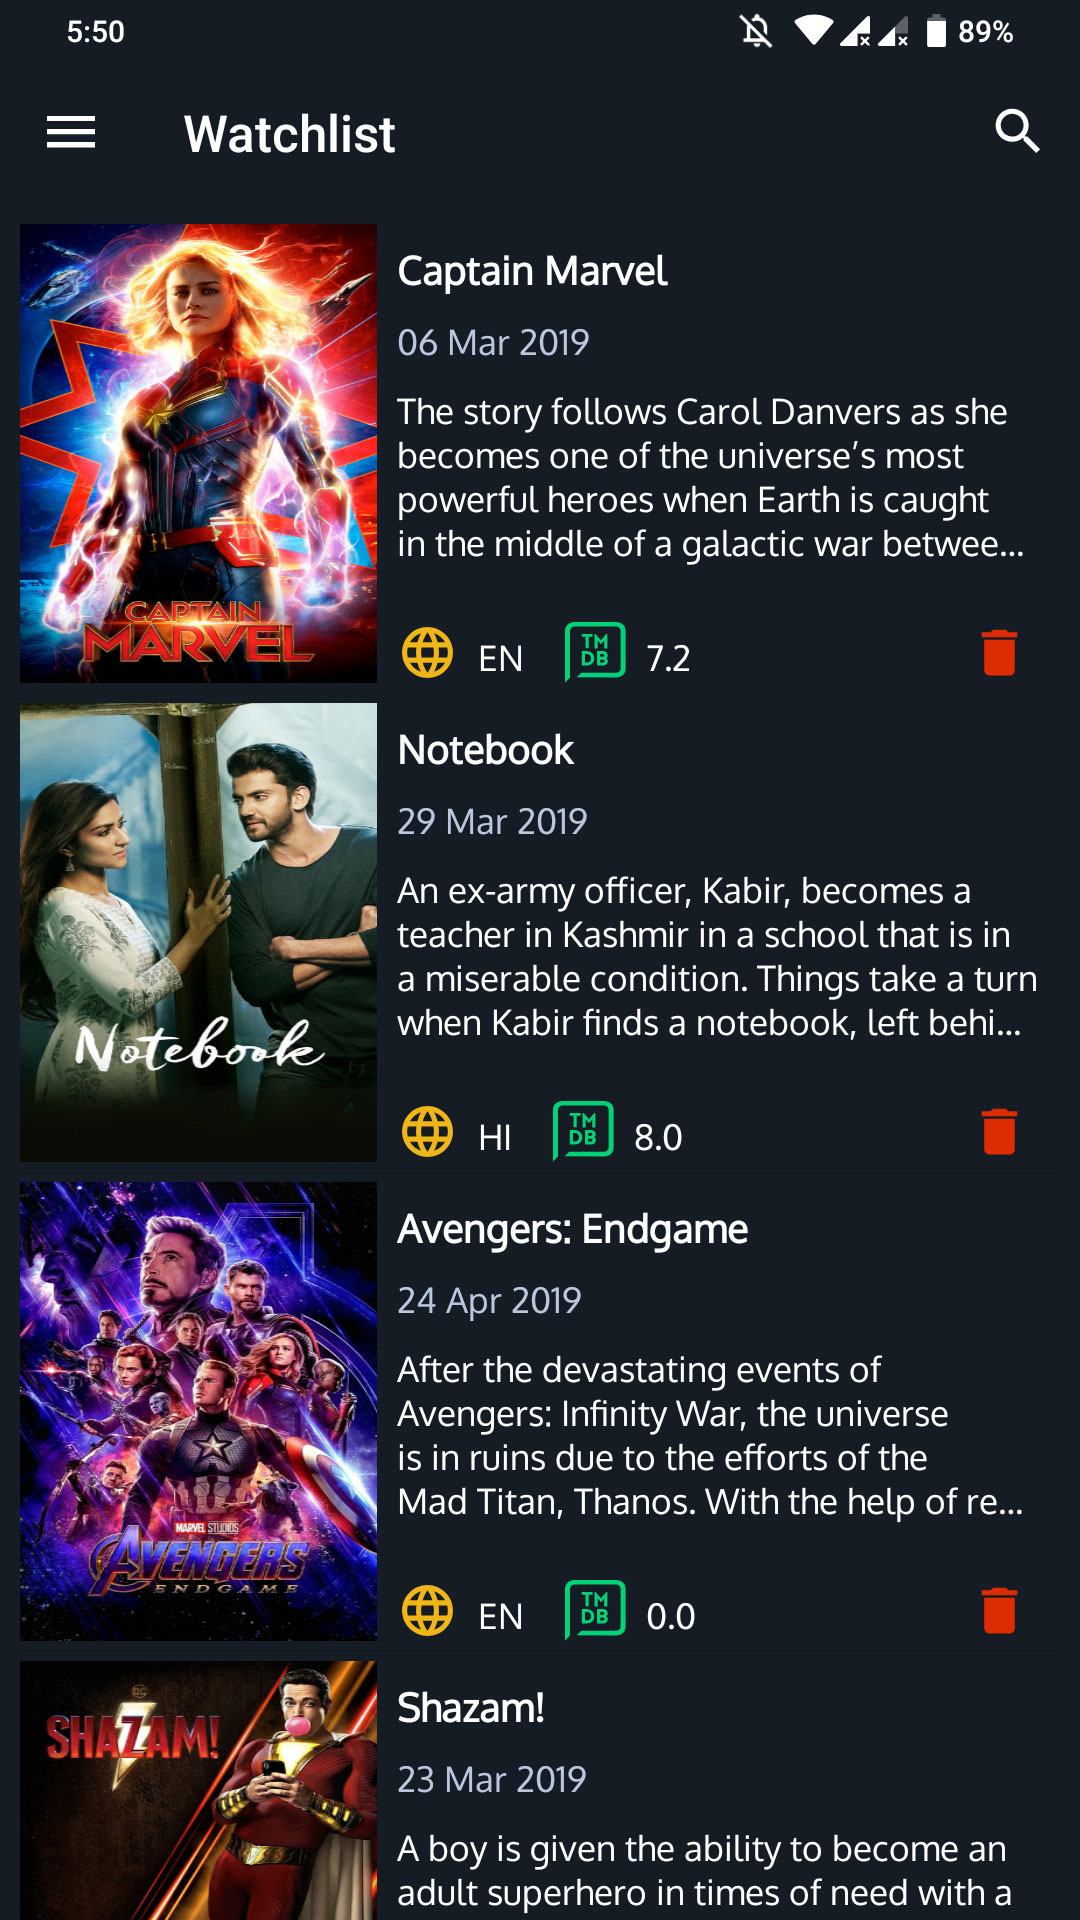 5:50
89%
Watchlist
CAPTAIN
MARVEL
Captain Marvel
06 Mar 2019
The story follows Carol Danvers as she
becomes one of the universe’s most
powerful heroes when Earth is caught
in the middle of a galactic war betwee...
EN
TM
DB
7.2
Notebook
Notebook
29 Mar 2019
An ex-army officer, Kabir, becomes a
teacher in Kashmir in a school that is in
a miserable condition. Things take a turn
when Kabir finds a notebook, left behi...
HI
TM
DB
8.0
MARVEL STUDIOS
AVENGERS
ENDGAME
Avengers: Endgame
24 Apr 2019
After the devastating events of
Avengers: Infinity War, the universe
is in ruins due to the efforts of the
Mad Titan, Thanos. With the help of re...
EN
TM
DB
0.0
DC
SHAZAM!
Shazam!
23 Mar 2019
A boy is given the ability to become an
adult superhero in times of need with a